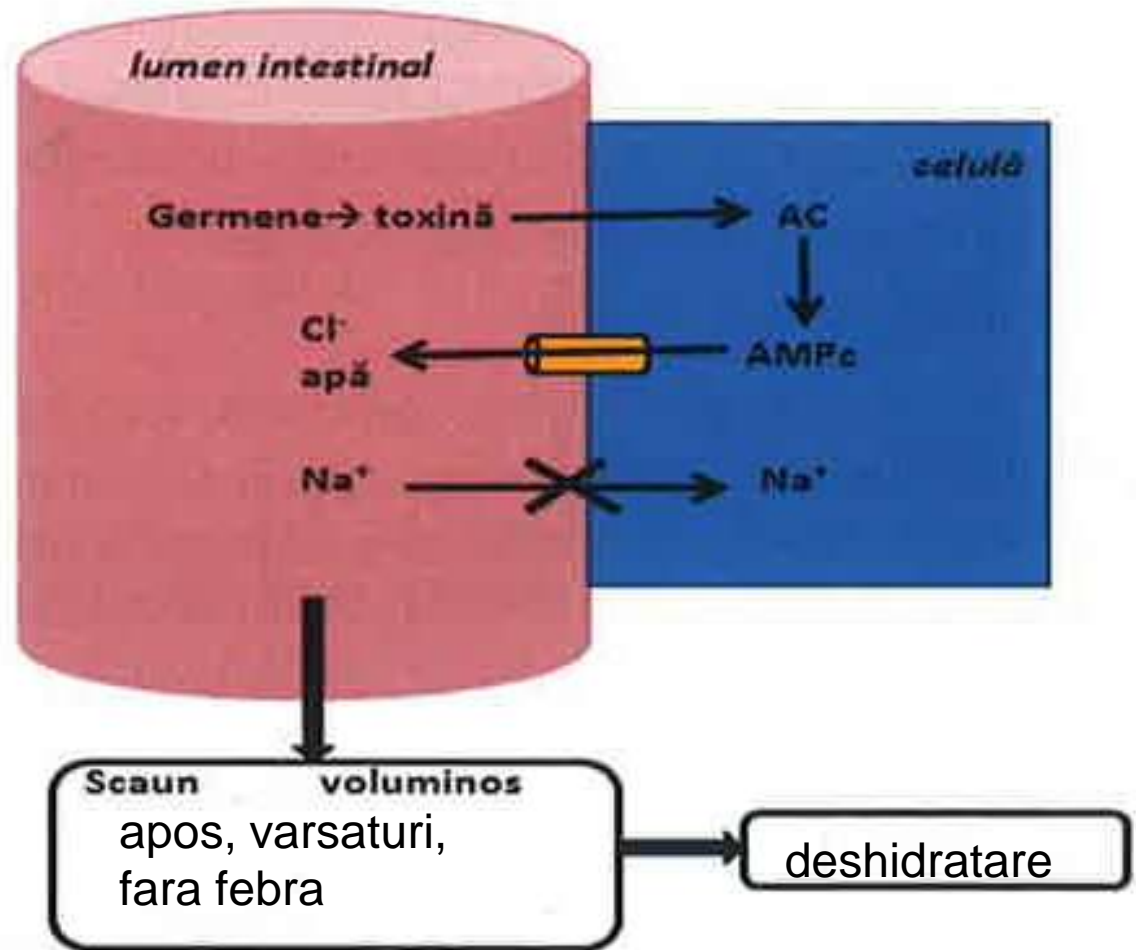 lumen intestinal
celulă
Germene→ toxină
AC
Cl⁻
apă
AMPc
Na⁺
Na⁺
Scaun voluminos
apos, varsaturi,
fara febra
deshidratare